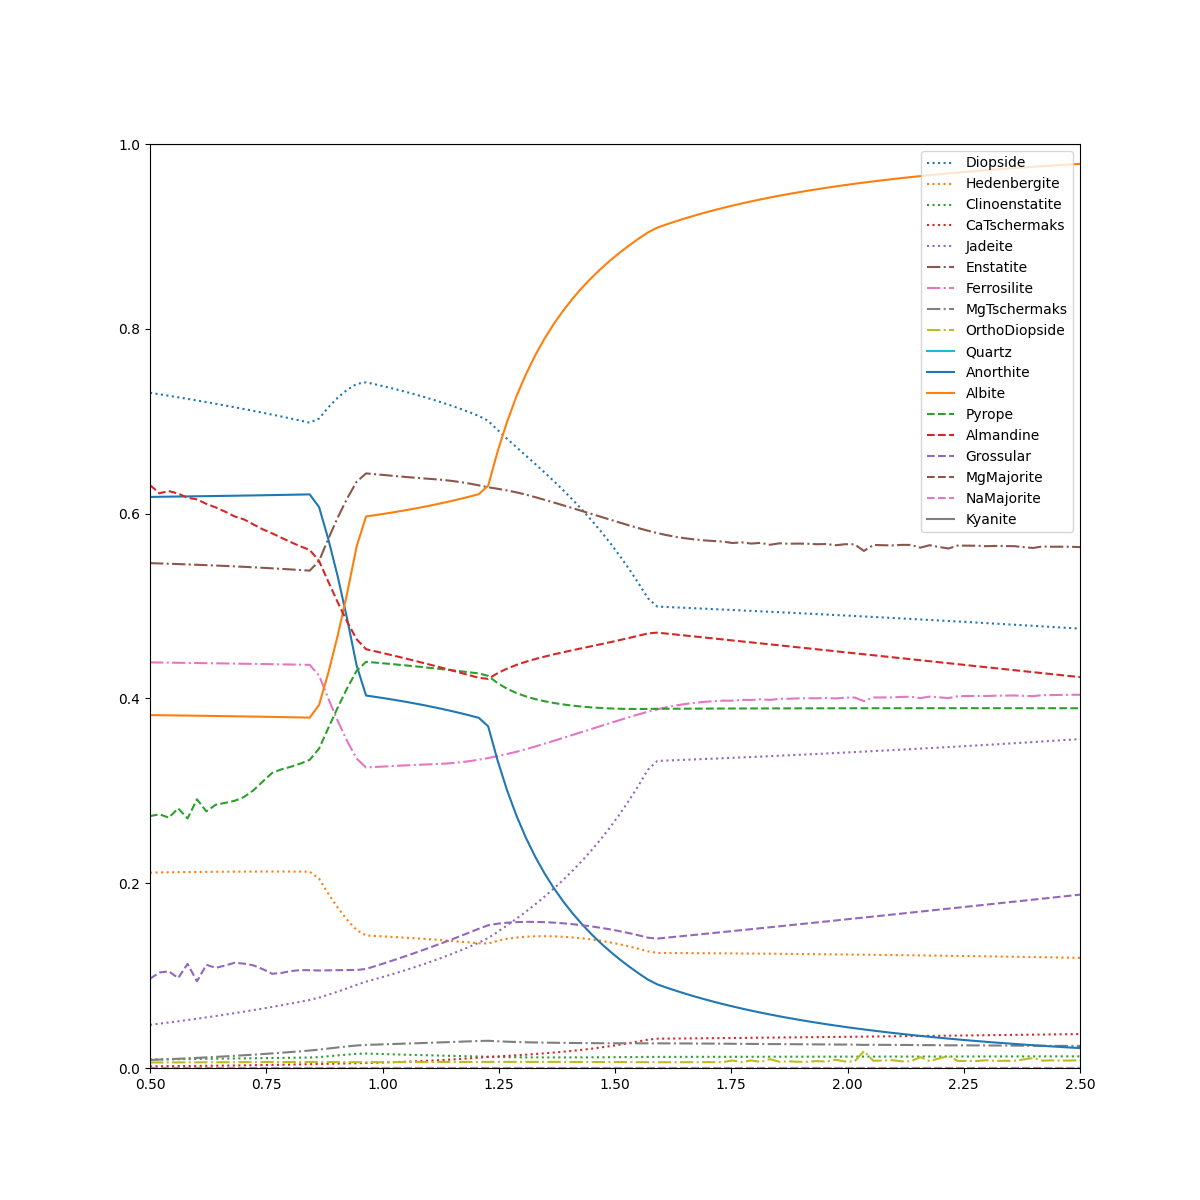 1.0
0.8
0.6
0.4
0.2
0.0
0.50
0.75
1.00
1.25
1.50
1.75
2.00
2.25
2.50
Diopside
Hedenbergite
Clinoenstatite
CaTschermaks
Jadeite
Enstatite
Ferrosilite
MgTschermaks
OrthoDiopside
Quartz
Anorthite
Albite
Pyrope
Almandine
Grossular
MgMajorite
NaMajorite
Kyanite